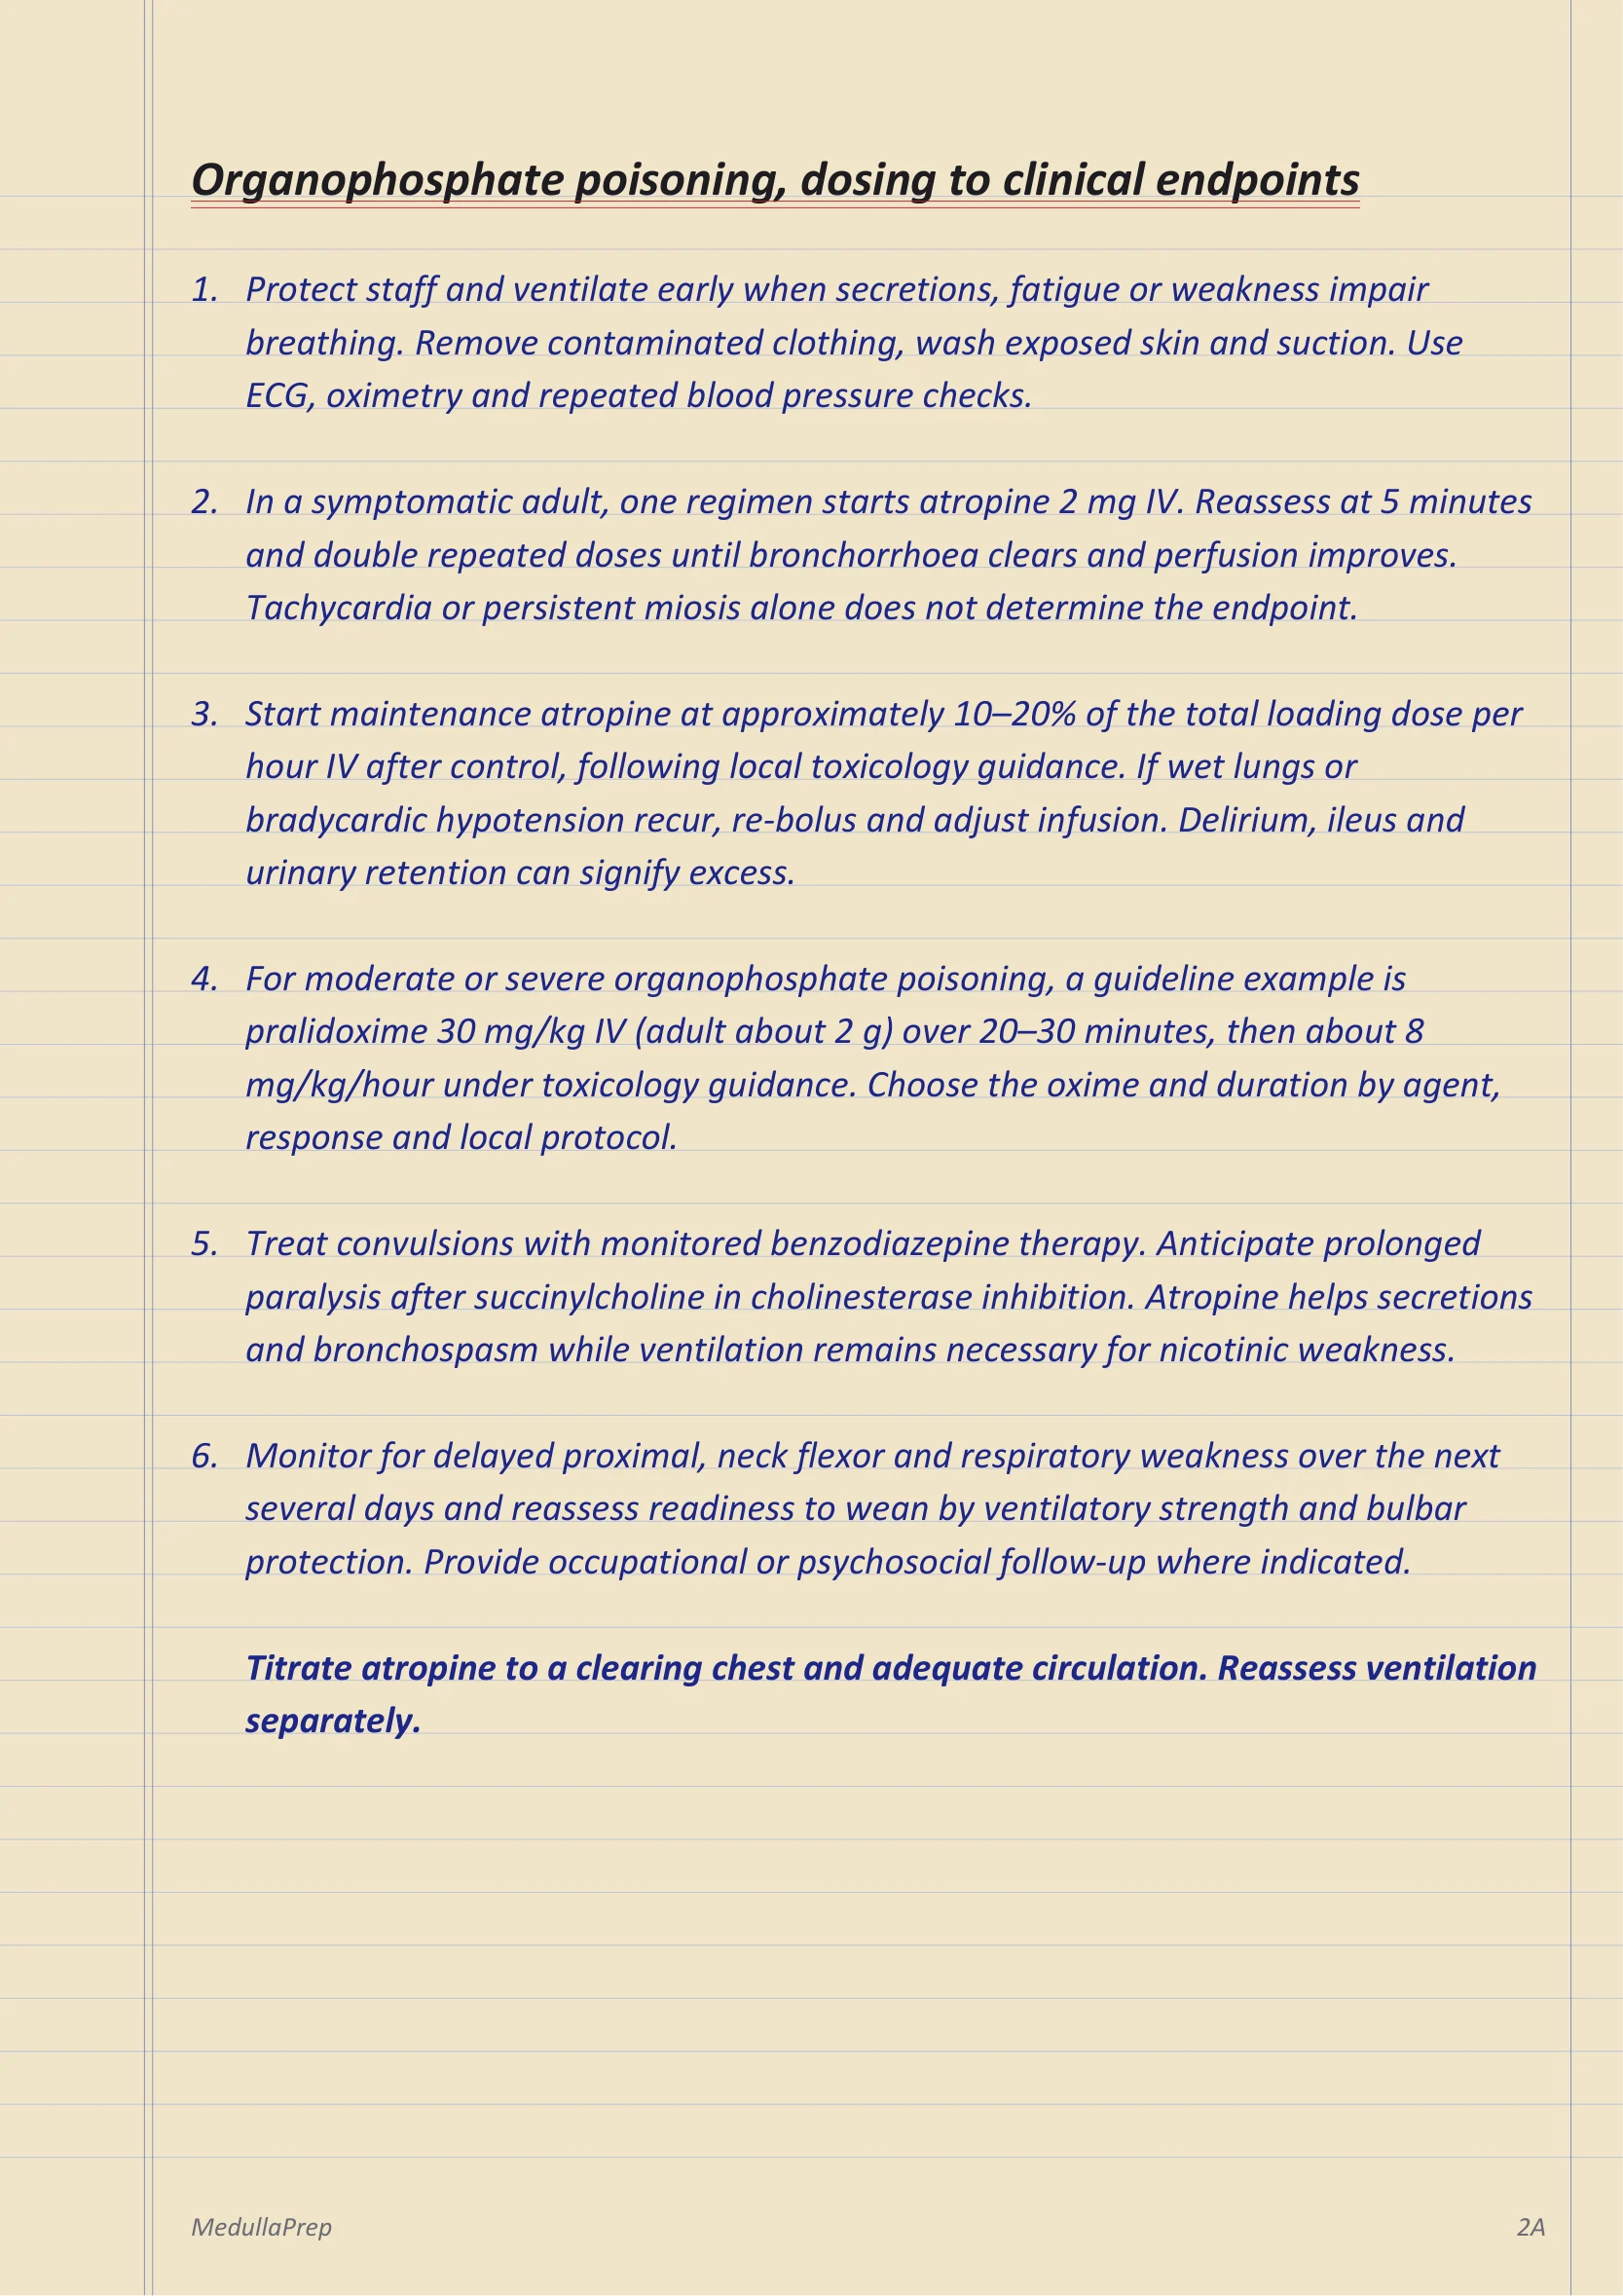 Organophosphate poisoning, dosing to clinical endpoints
1. Protect staff and ventilate early when secretions, fatigue or weakness impair
breathing. Remove contaminated clothing, wash exposed skin and suction. Use
ECG, oximetry and repeated blood pressure checks.
2. In a symptomatic adult, one regimen starts atropine 2 mg IV. Reassess at 5 minutes
and double repeated doses until bronchorrhoea clears and perfusion improves.
Tachycardia or persistent miosis alone does not determine the endpoint.
3. Start maintenance atropine at approximately 10–20% of the total loading dose per
hour IV after control, following local toxicology guidance. If wet lungs or
bradycardic hypotension recur, re-bolus and adjust infusion. Delirium, ileus and
urinary retention can signify excess.
4. For moderate or severe organophosphate poisoning, a guideline example is
pralidoxime 30 mg/kg IV (adult about 2 g) over 20–30 minutes, then about 8
mg/kg/hour under toxicology guidance. Choose the oxime and duration by agent,
response and local protocol.
5. Treat convulsions with monitored benzodiazepine therapy. Anticipate prolonged
paralysis after succinylcholine in cholinesterase inhibition. Atropine helps secretions
and bronchospasm while ventilation remains necessary for nicotinic weakness.
6. Monitor for delayed proximal, neck flexor and respiratory weakness over the next
several days and reassess readiness to wean by ventilatory strength and bulbar
protection. Provide occupational or psychosocial follow-up where indicated.
Titrate atropine to a clearing chest and adequate circulation. Reassess ventilation
separately.
MedullaPrep
2A